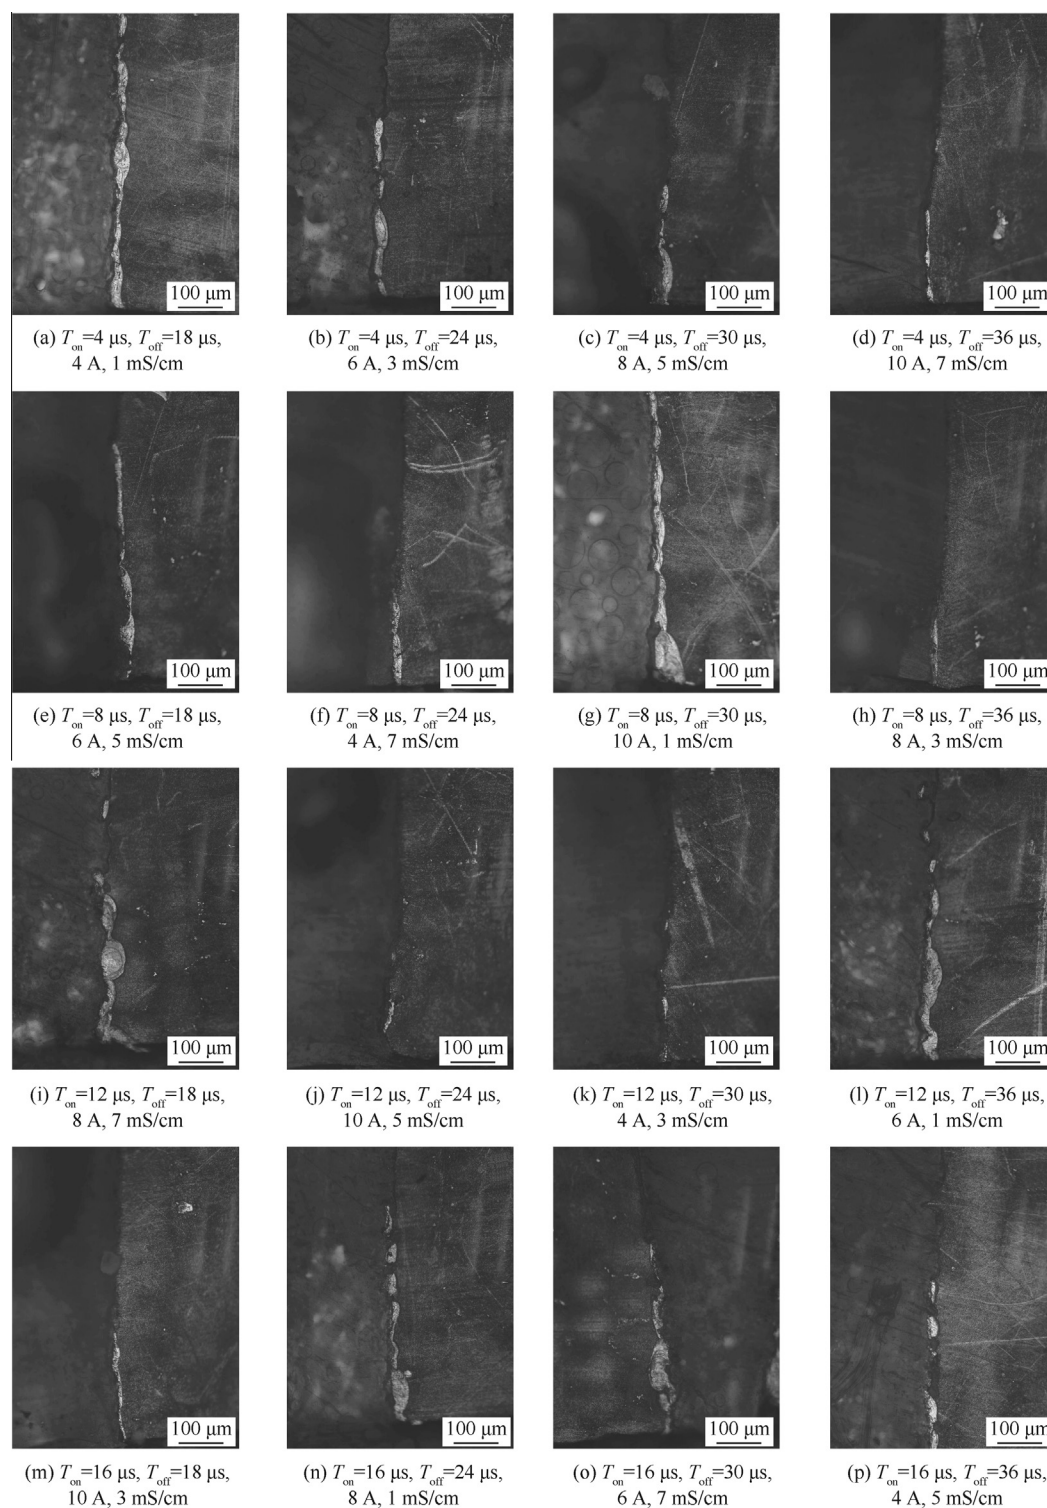 100 μm 100 μm 100 μm 100 μm
(a) Ton=4 μs, Toff=18 μs, (b) Ton=4 μs, Toff=24 μs, (c) Ton=4 μs, Toff=30 μs, (d) Ton=4 μs, Toff=36 μs,
4 A, 1 mS/cm 6 A, 3 mS/cm 8 A, 5 mS/cm 10 A, 7 mS/cm
100 μm 100 μm 100 μm 100 μm
(e) Ton=8 μs, Toff=18 μs, (f) Ton=8 μs, Toff=24 μs, (g) Ton=8 μs, Toff=30 μs, (h) Ton=8 μs, Toff=36 μs,
6 A, 5 mS/cm 4 A, 7 mS/cm 10 A, 1 mS/cm 8 A, 3 mS/cm
100 μm 100 μm 100 μm 100 μm
(i) Ton=12 μs, Toff=18 μs, (j) Ton=12 μs, Toff=24 μs, (k) Ton=12 μs, Toff=30 μs, (l) Ton=12 μs, Toff=36 μs,
8 A, 7 mS/cm 10 A, 5 mS/cm 4 A, 3 mS/cm 6 A, 1 mS/cm
100 μm 100 μm 100 μm 100 μm
(m) Ton=16 μs, Toff=18 μs, (n) Ton=16 μs, Toff=24 μs, (o) Ton=16 μs, Toff=30 μs, (p) Ton=16 μs, Toff=36 μs,
10 A, 3 mS/cm 8 A, 1 mS/cm 6 A, 7 mS/cm 4 A, 5 mS/cm